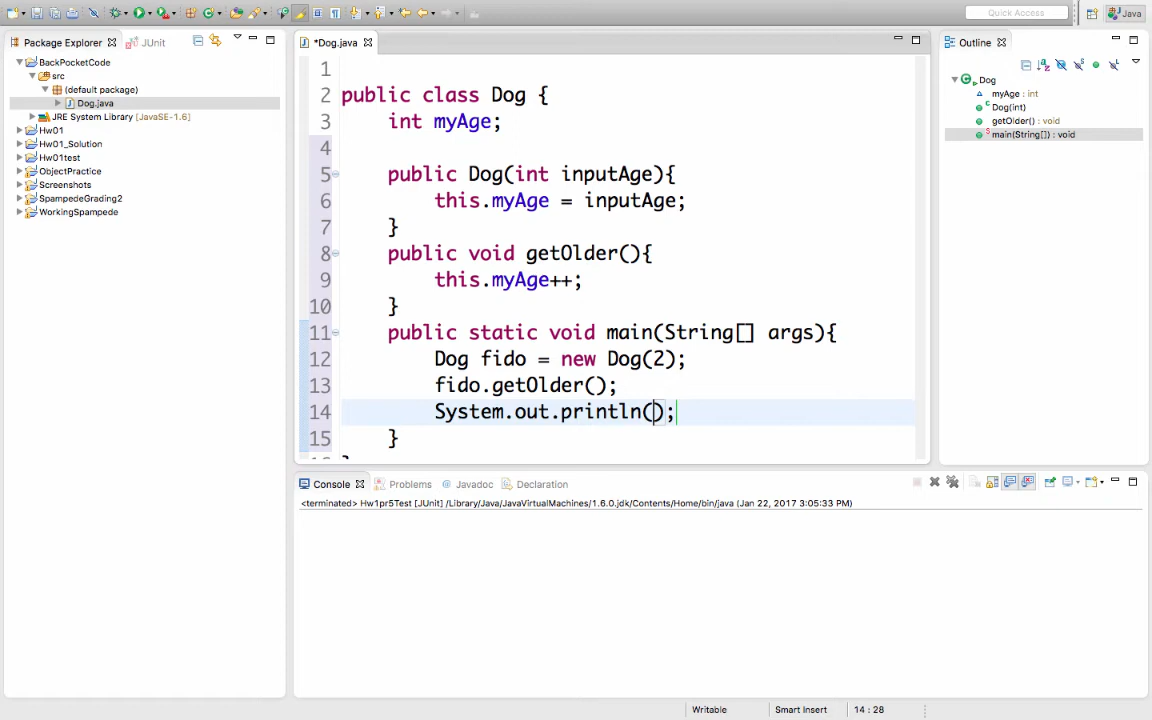 Quick Access
Java
Package Explorer
JUnit
BackPocketCode
src
(default package)
Dog.java
JRE System Library [JavaSE-1.6]
Hw01
Hw01_Solution
Hw01test
ObjectPractice
Screenshots
SpampedeGrading2
WorkingSpampede
*Dog.java
1
2 public class Dog {
3 int myAge;
4
5 public Dog(int inputAge){
6 this.myAge = inputAge;
7 }
8 public void getOlder(){
9 this.myAge++;
10 }
11 public static void main(String[] args){
12 Dog fido = new Dog(2);
13 fido.getOlder();
14 System.out.println();
15 }
Outline
Dog
myAge : int
Dog(int)
getOlder() : void
main(String[]) : void
Console
Problems
Javadoc
Declaration
<terminated> Hw1pr5Test [JUnit] /Library/Java/JavaVirtualMachines/1.6.0.jdk/Contents/Home/bin/java (Jan 22, 2017 3:05:33 PM)
Writable
Smart Insert
14 : 28